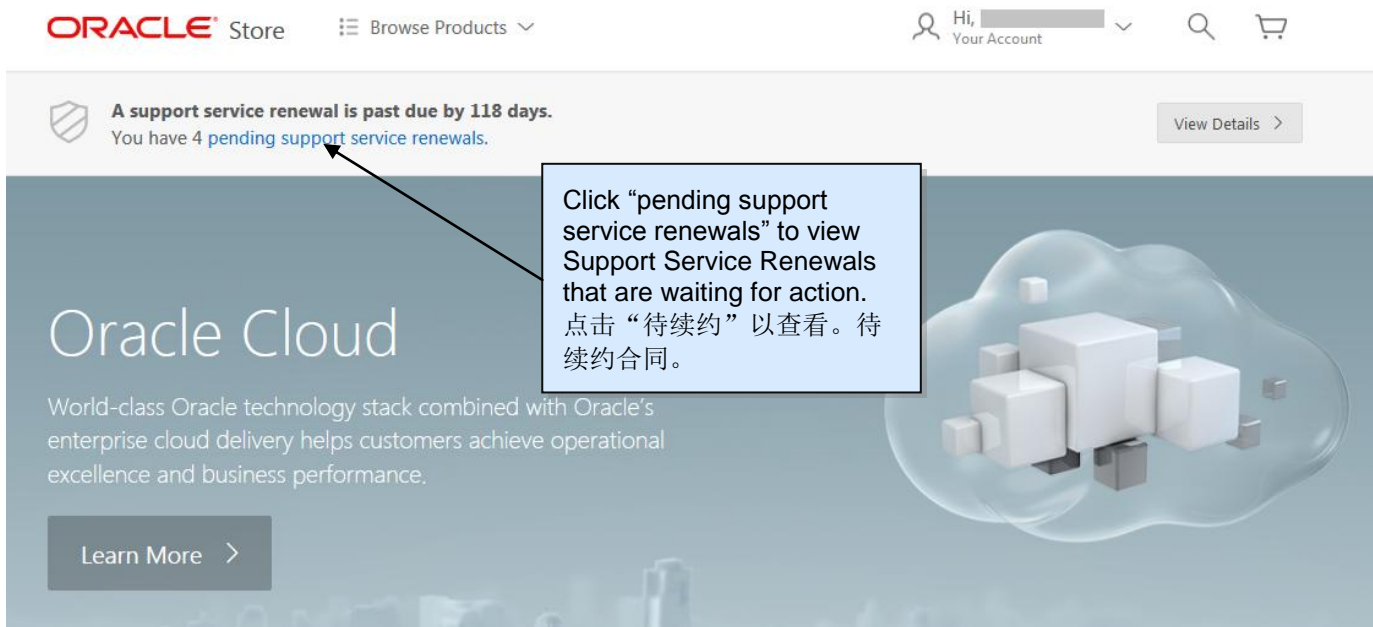 ORACLE Store
Browse Products
Hi,
Your Account
A support service renewal is past due by 118 days.
You have 4 pending support service renewals.
View Details >
Click “pending support
service renewals” to view
Support Service Renewals
that are waiting for action.
点击“待续约”以查看。待
续约合同。
Oracle Cloud
World-class Oracle technology stack combined with Oracle's
enterprise cloud delivery helps customers achieve operational
excellence and business performance.
Learn More >